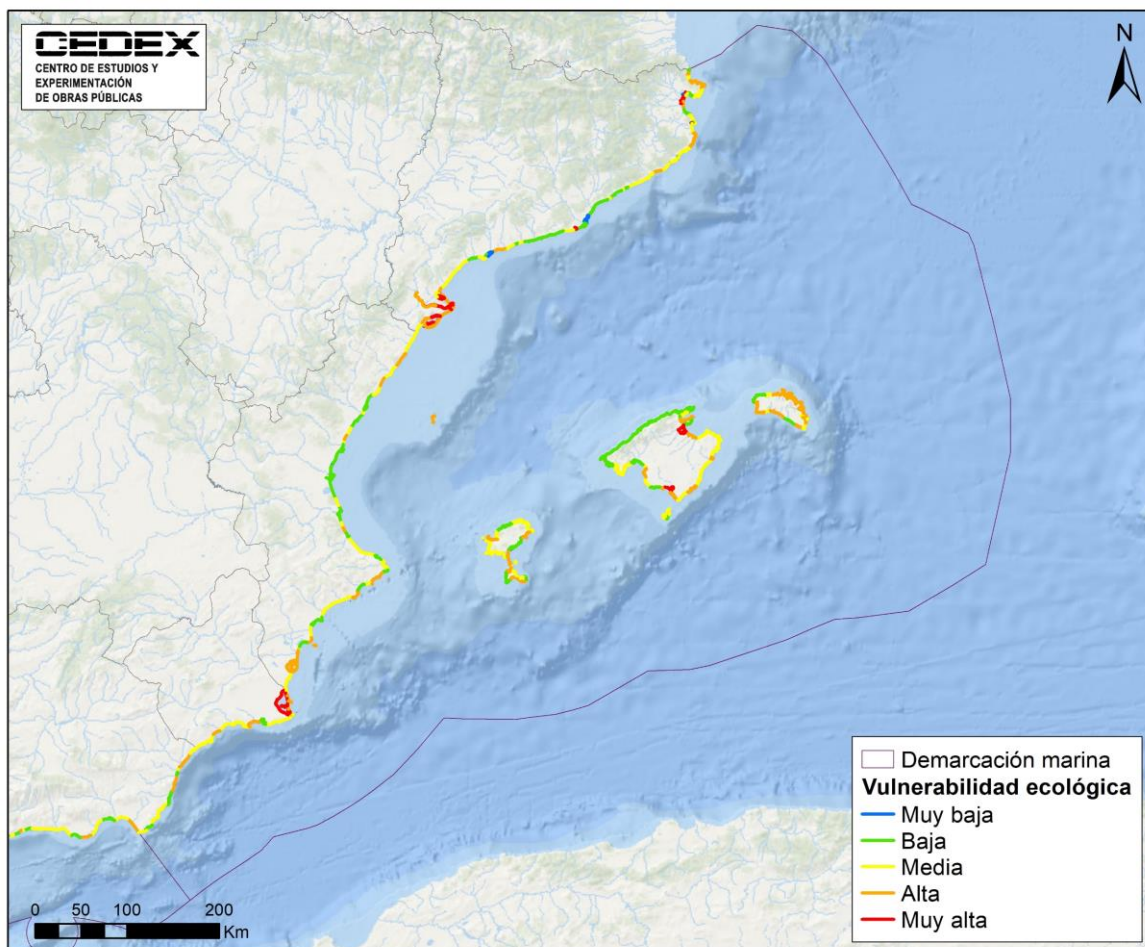 CEDEX
CENTRO DE ESTUDIOS Y
EXPERIMENTACIÓN
DE OBRAS PÚBLICAS
N
Demarcación marina
Vulnerabilidad ecológica
Muy baja
Baja
Media
Alta
Muy alta
0 50 100 200
Km